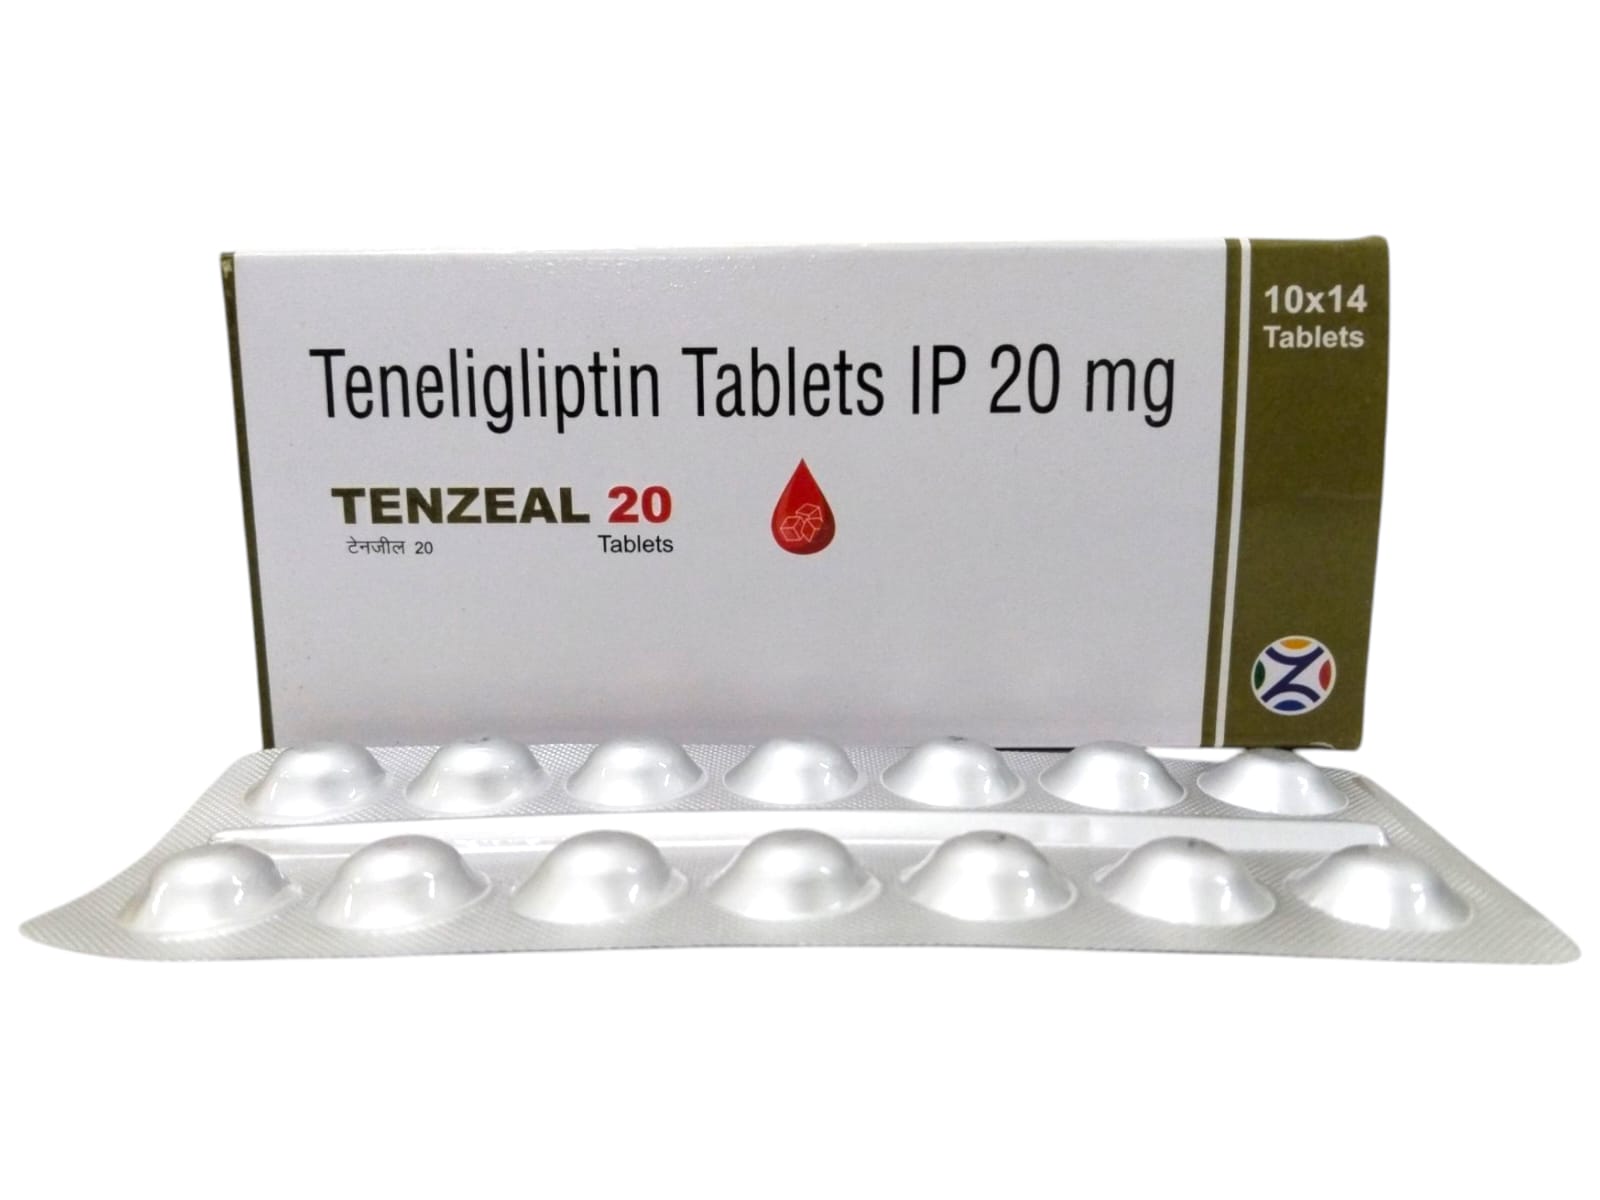 10x14
Tablets
Teneligliptin Tablets IP 20 mg
TENZEAL 20
टेनजील 20 Tablets